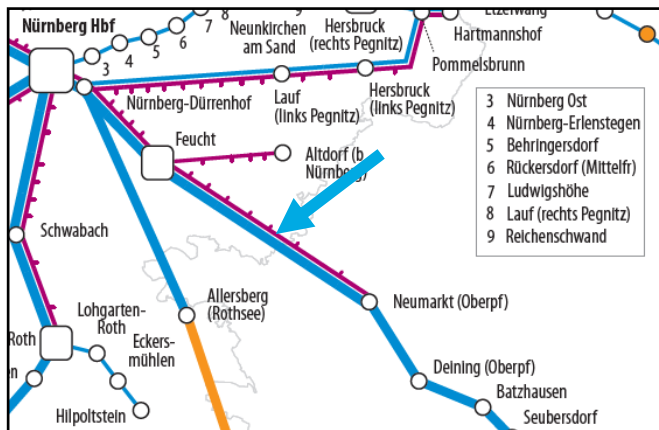 Nürnberg Hbf
3
4
5
6
7
8
9
Neunkirchen
am Sand
Hersbruck
(rechts Pegnitz)
Hartmannshof
Pommelsbrunn
Nürnberg-Dürrenhof
Lauf
(links Pegnitz)
Hersbruck
(links Pegnitz)
Feucht
Altdorf (b
Nürnberg)
3 Nürnberg Ost
4 Nürnberg-Erlenstegen
5 Behringersdorf
6 Rückersdorf (Mittelfr)
7 Ludwigshöhe
8 Lauf (rechts Pegnitz)
9 Reichenschwand
Schwabach
Allersberg
(Rothsee)
Neumarkt (Oberpf)
Roth
Lohgarten-
Roth
Eckers-
mühlen
Hilpoltstein
Deining (Oberpf)
Batzhausen
Seubersdorf